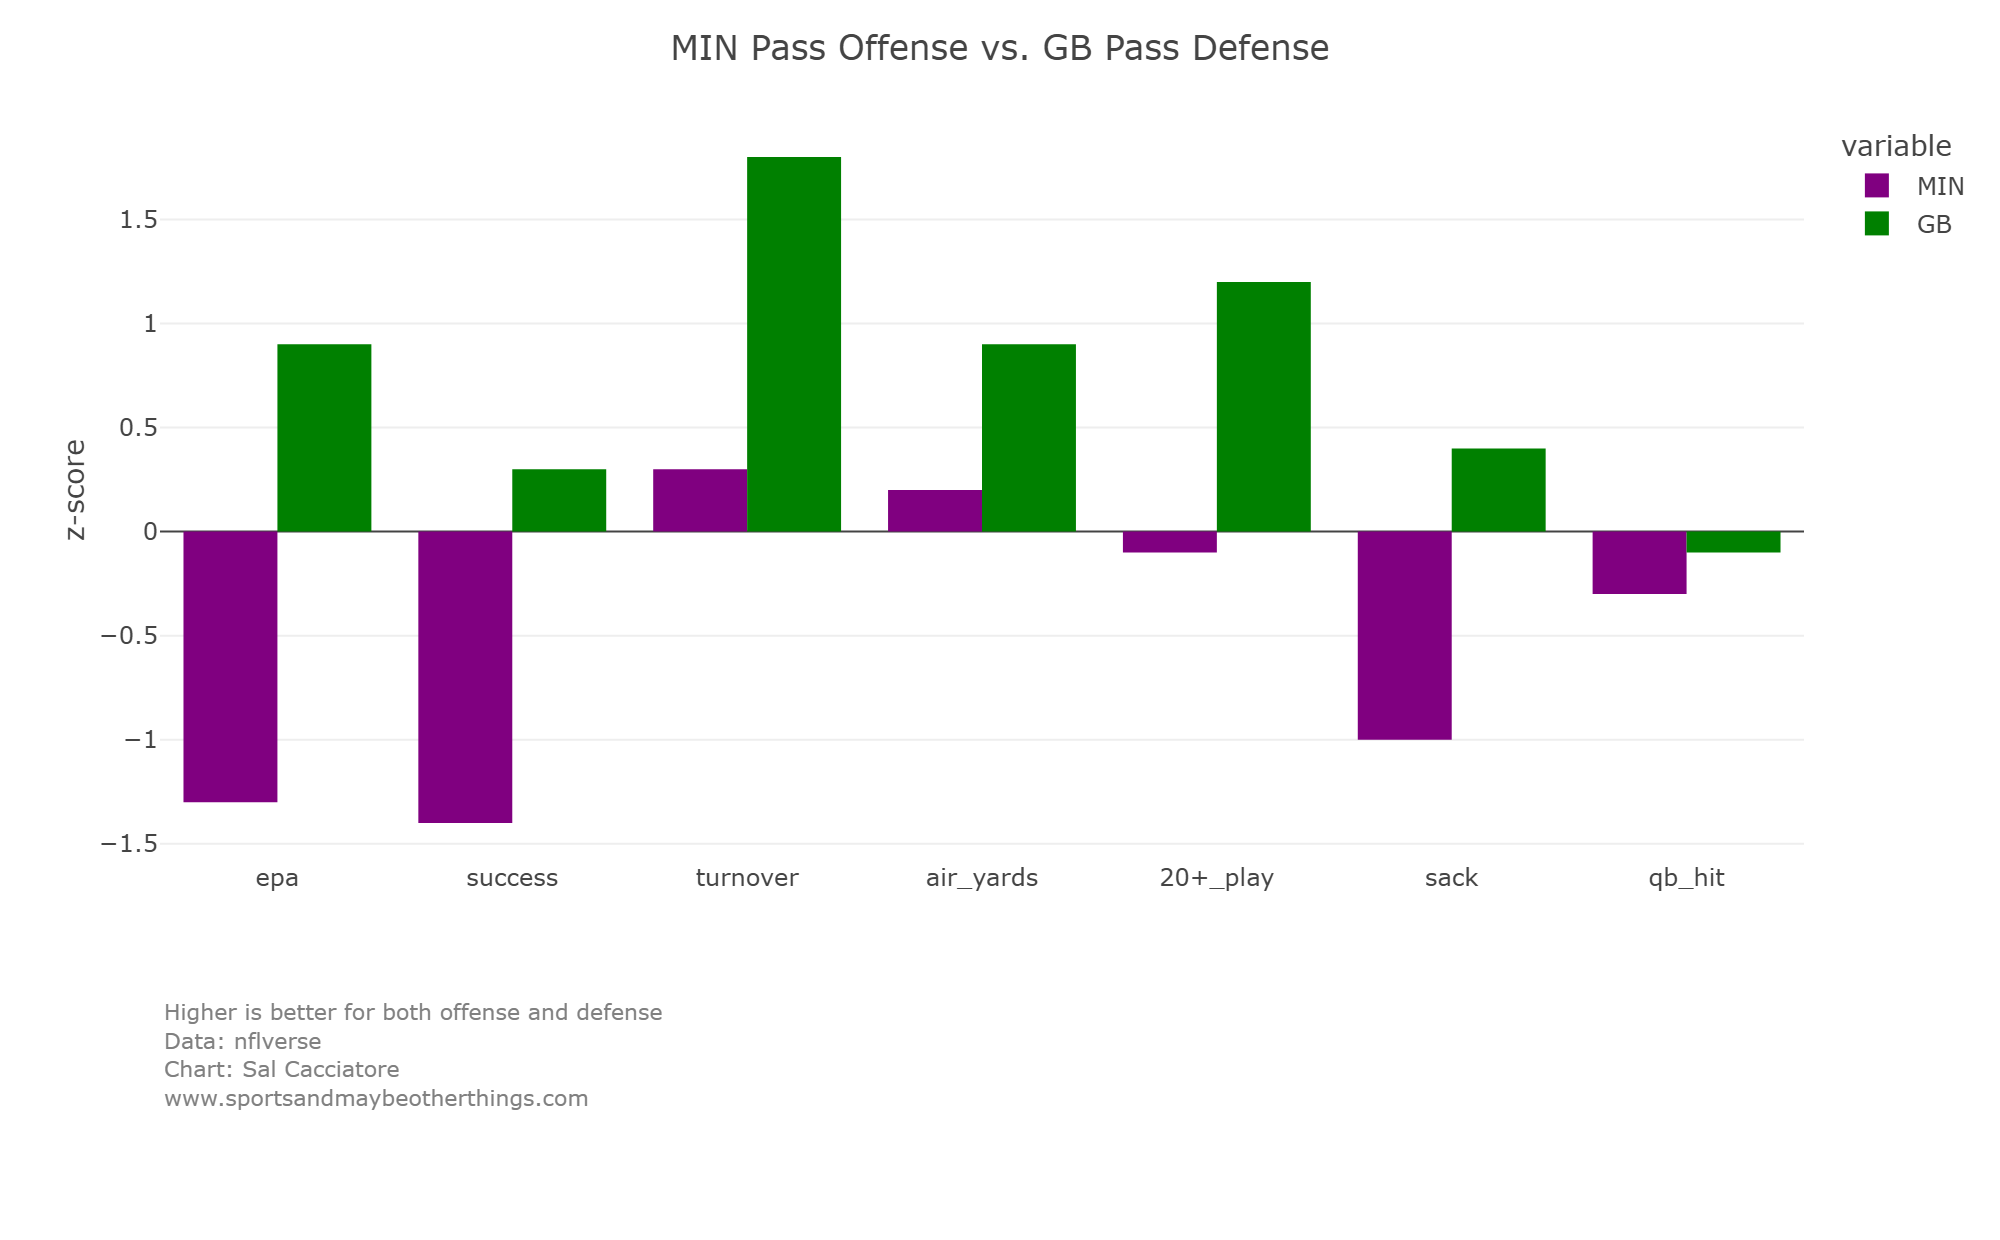 MIN Pass Offense vs. GB Pass Defense
variable
MIN
GB
z-score
1.5
1
0.5
0
−0.5
−1
−1.5
epa success turnover air_yards 20+_play sack qb_hit
Higher is better for both offense and defense
Data: nflverse
Chart: Sal Cacciatore
www.sportsandmaybeotherthings.com